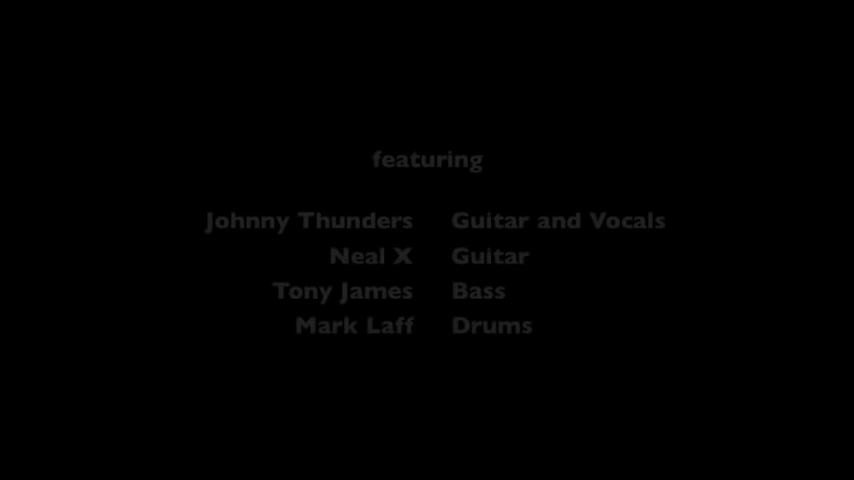 featuring
Johnny Thunders Guitar and Vocals
Neal X Guitar
Tony James Bass
Mark Laff Drums